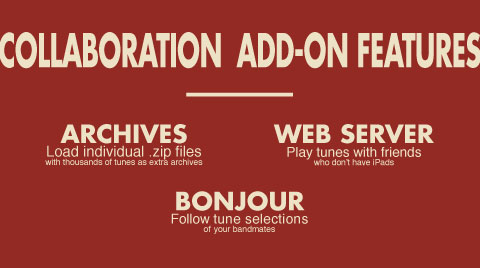 COLLABORATION ADD-ON FEATURES
ARCHIVES
Load individual .zip files
with thousands of tunes as extra archives
WEB SERVER
Play tunes with friends
who don't have iPads
BONJOUR
Follow tune selections
of your bandmates